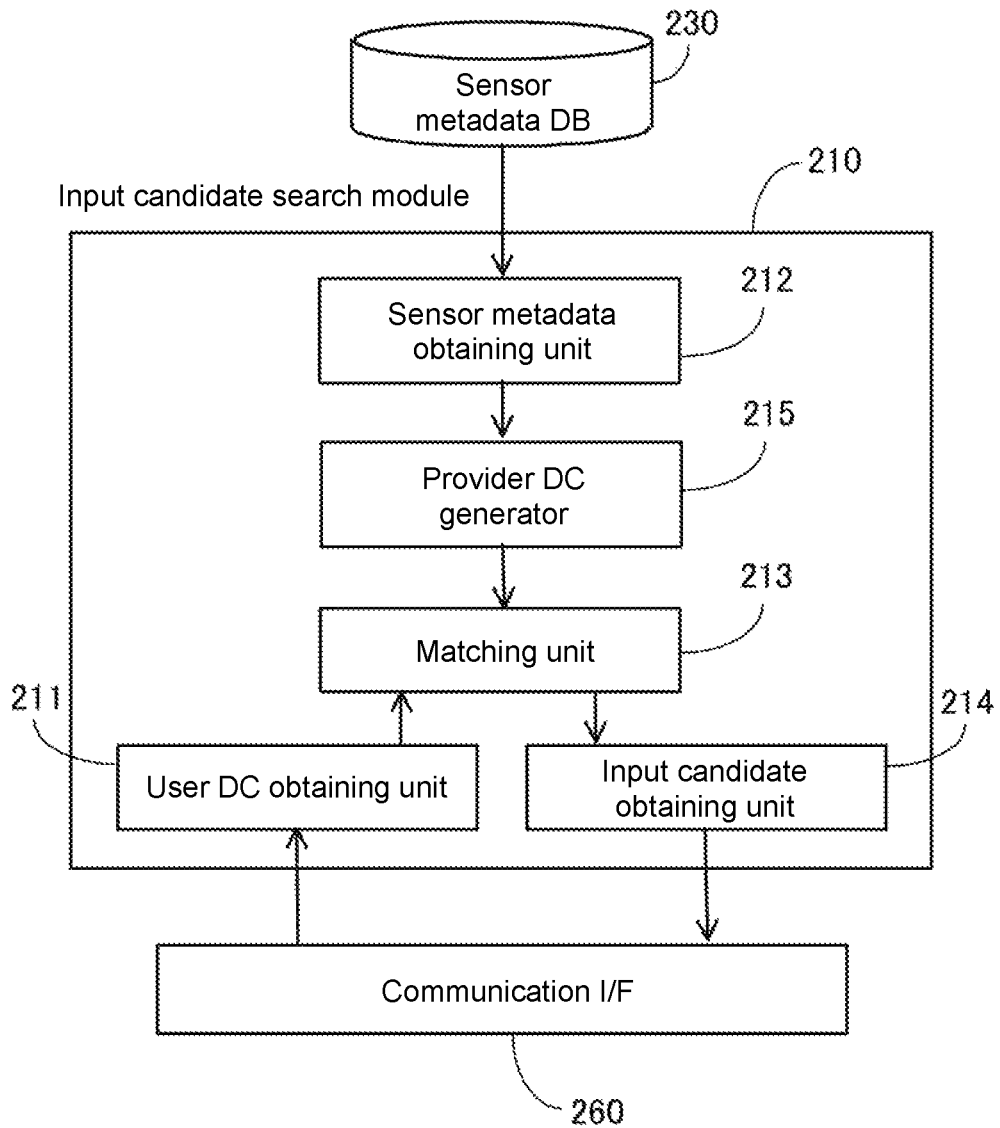 230
Sensor
metadata DB
210
Input candidate search module
212
Sensor metadata
obtaining unit
215
Provider DC
generator
213
Matching unit
211
214
User DC obtaining unit
Input candidate
obtaining unit
Communication I/F
260